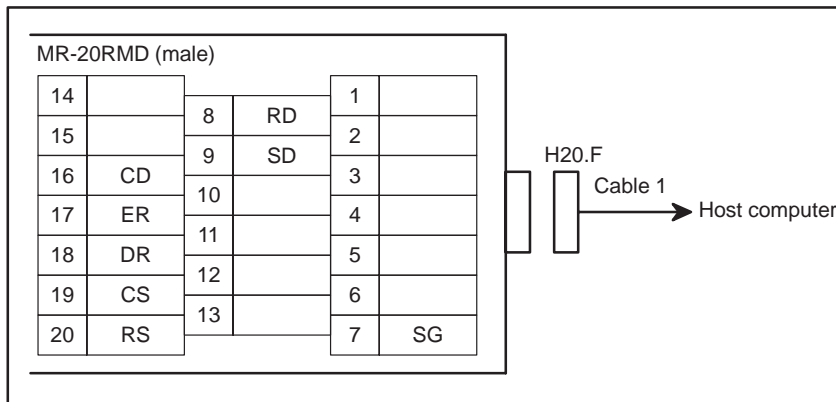 MR-20RMD (male)
14
15
16 CD
17 ER
18 DR
19 CS
20 RS
8 RD
9 SD
10
11
12
13
1
2
3
4
5
6
7 SG
H20.F
Cable 1
Host computer